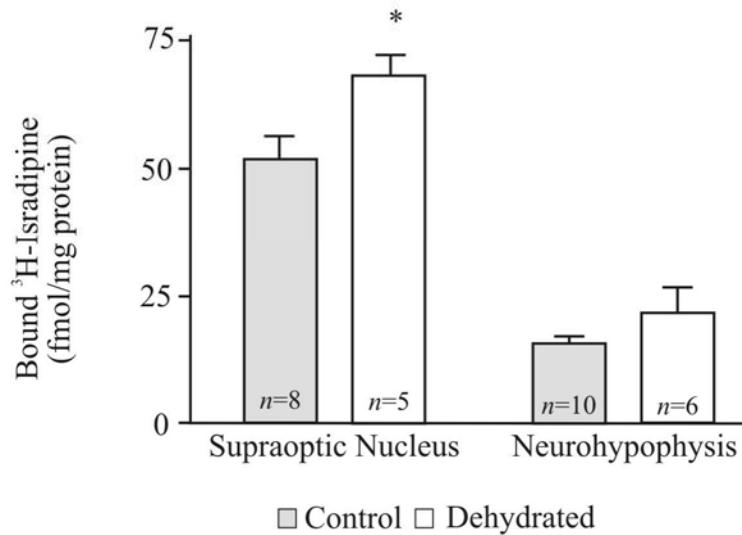 *
75
50
25
0
Bound ³H-Isradipine
(fmol/mg protein)
n=8
n=5
n=10
n=6
Supraoptic Nucleus
Neurohypophysis
Control
Dehydrated